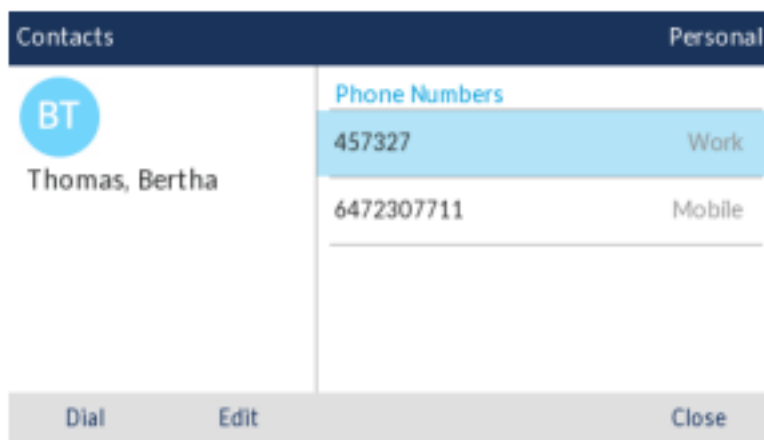 Contacts Personal
BT
Thomas, Bertha
Phone Numbers
457327 Work
6472307711 Mobile
Dial Edit Close